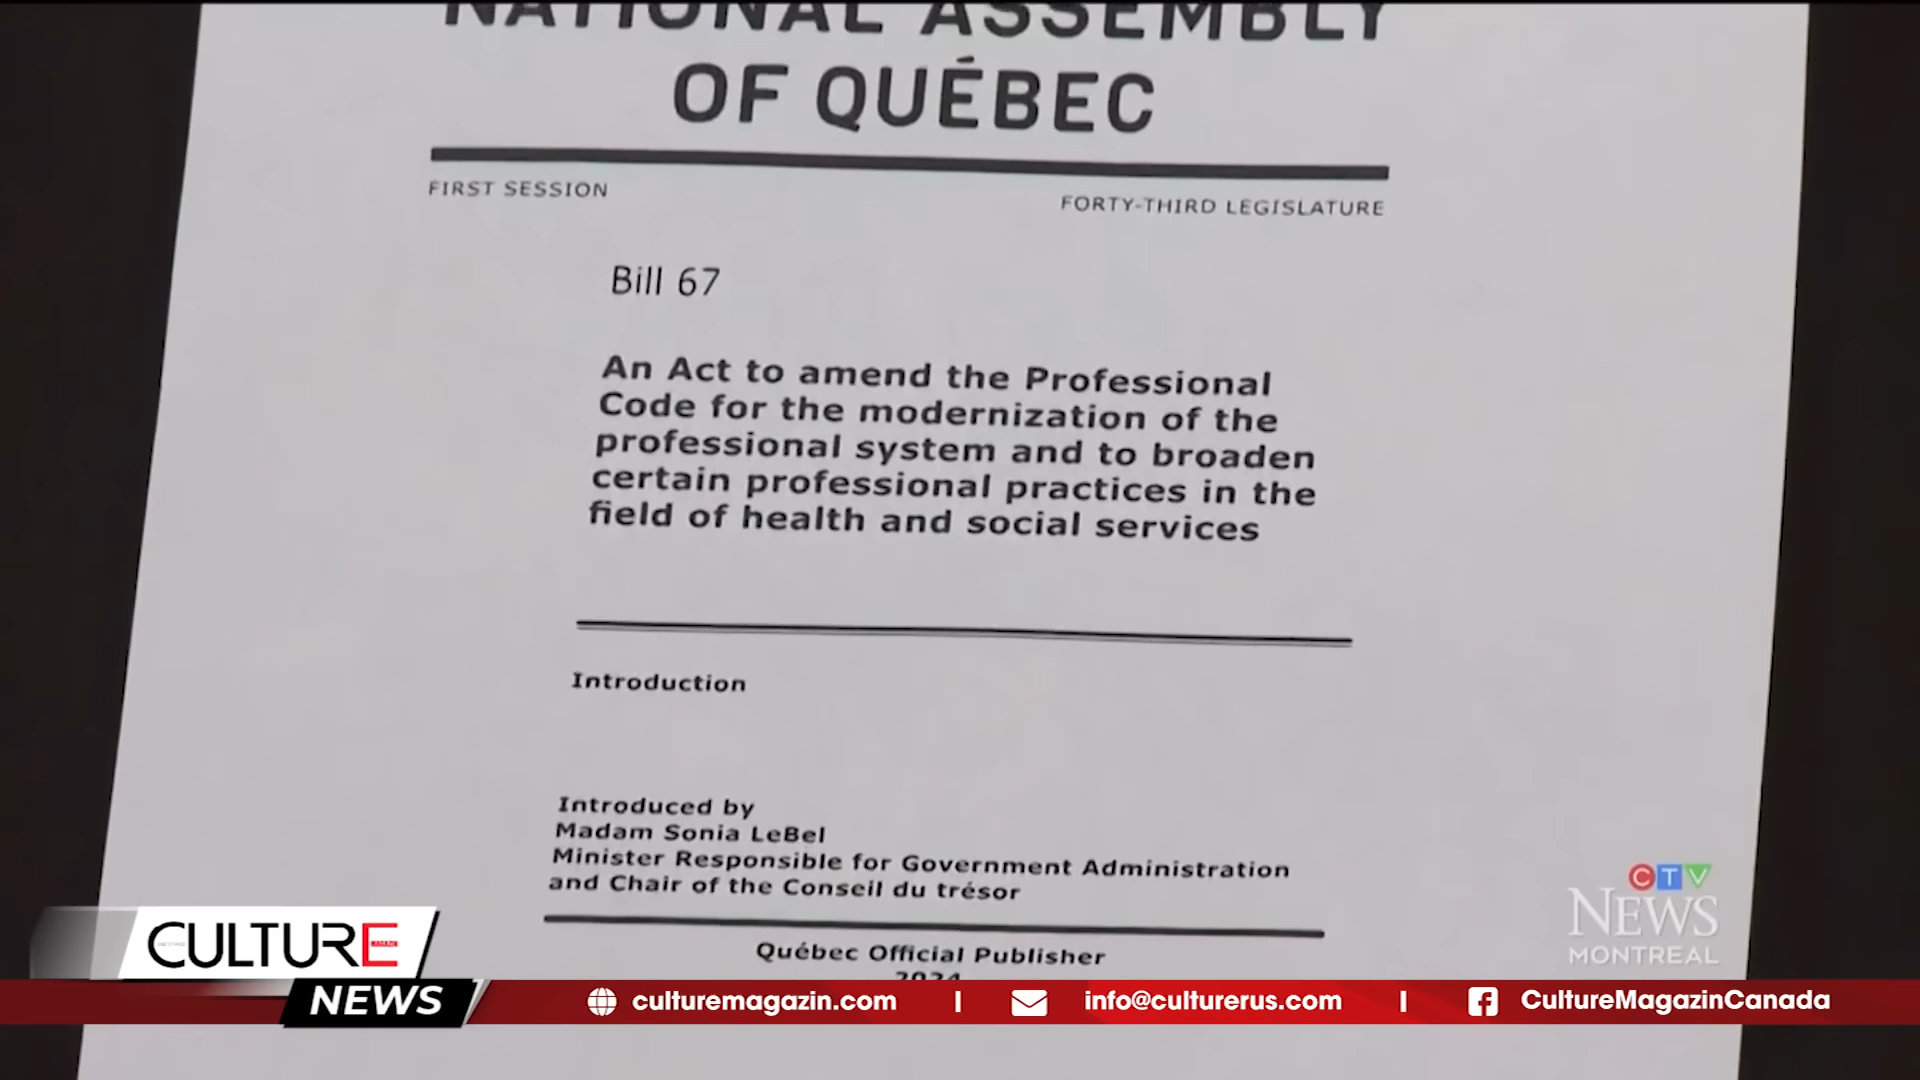 NATIONAL ASSEMBLY
OF QUÉBEC
FIRST SESSION
FORTY-THIRD LEGISLATURE
Bill 67
An Act to amend the Professional
Code for the modernization of the
professional system and to broaden
certain professional practices in the
field of health and social services
Introduction
Introduced by
Madam Sonia LeBel
Minister Responsible for Government Administration
and Chair of the Conseil du trésor
Québec Official Publisher
2024
CTV
NEWS
MONTREAL
CULTURE
NEWS
culturemagazin.com | info@culturerus.com | CultureMagazinCanada